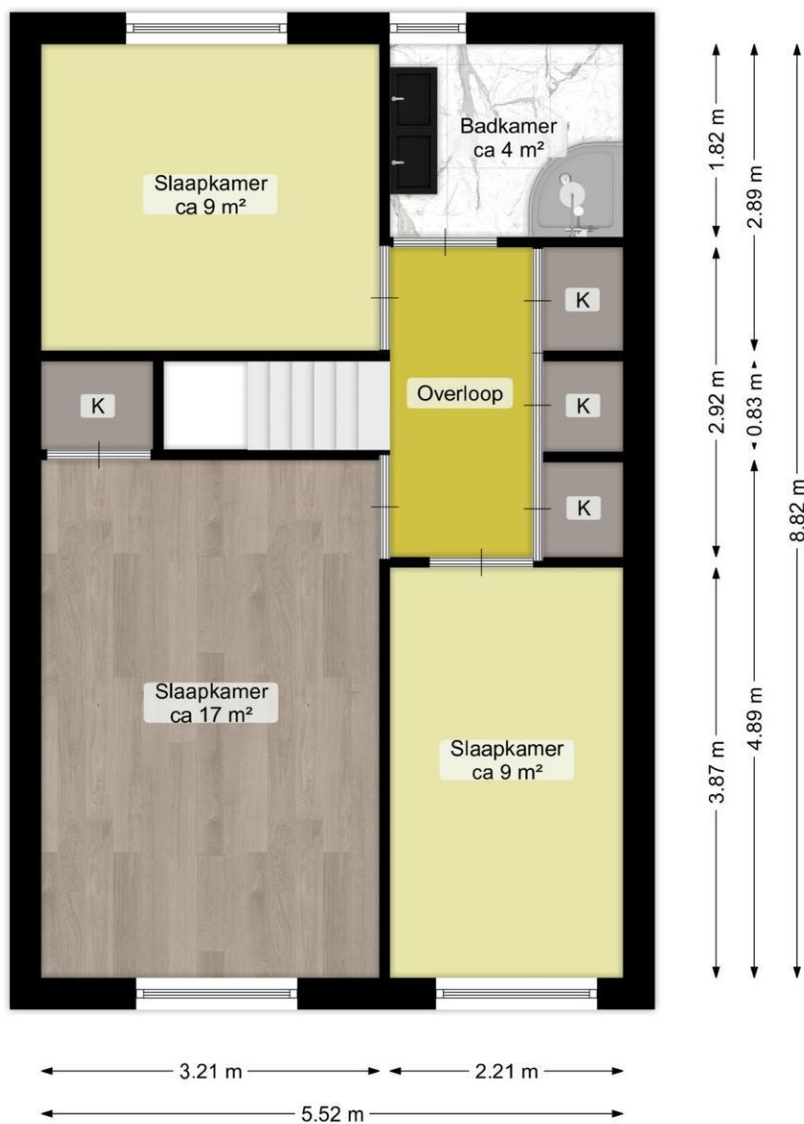 Badkamer
ca 4 m²
Slaapkamer
ca 9 m²
K
Overloop
K
K
K
Slaapkamer
ca 17 m²
Slaapkamer
ca 9 m²
1.82 m
2.89 m
2.92 m
0.83 m
8.82 m
4.89 m
3.87 m
3.21 m
2.21 m
5.52 m